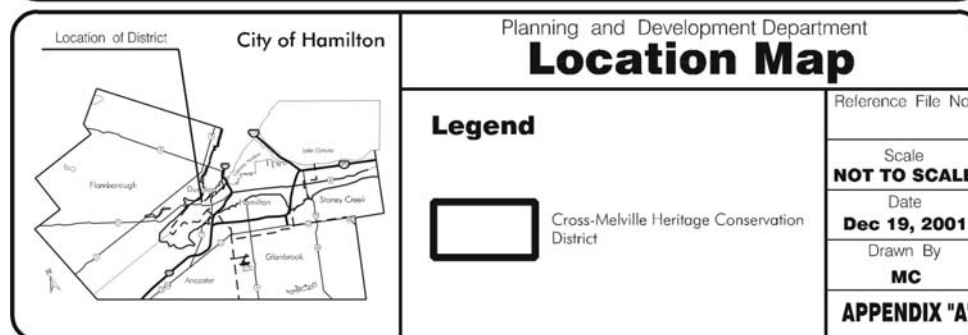 Location of District
City of Hamilton
Lake Ontario
Flamborough
Hamilton
Stoney Creek
Glanbrook
Ancaster
N
Planning and Development Department
Location Map
Legend
Cross-Melville Heritage Conservation
District
Reference File No
Scale
NOT TO SCALE
Date
Dec 19, 2001
Drawn By
MC
APPENDIX "A"